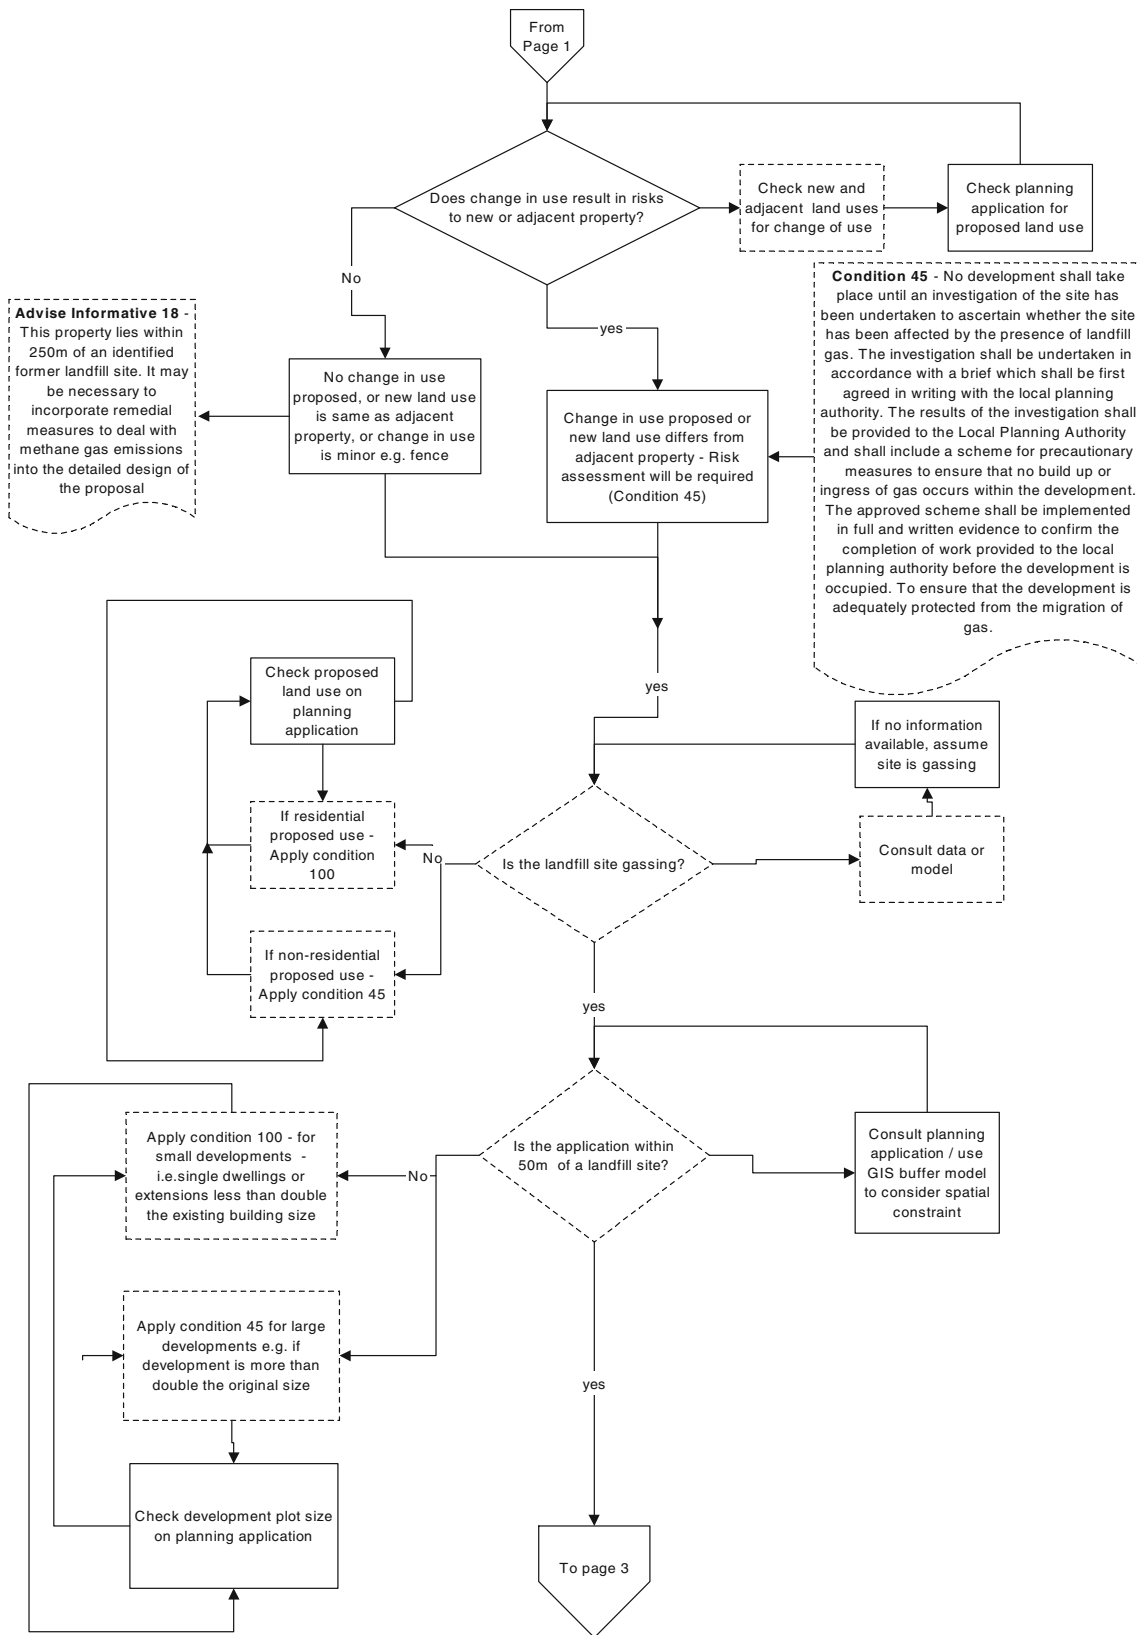 From
Page 1
Does change in use result in risks
to new or adjacent property?
Check new and
adjacent land uses
for change of use
Check planning
application for
proposed land use
No
yes
Advise Informative 18 -
This property lies within
250m of an identified
former landfill site. It may
be necessary to
incorporate remedial
measures to deal with
methane gas emissions
into the detailed design of
the proposal
No change in use
proposed, or new land use
is same as adjacent
property, or change in use
is minor e.g. fence
Change in use proposed or
new land use differs from
adjacent property - Risk
assessment will be required
(Condition 45)
Condition 45 - No development shall take
place until an investigation of the site has
been undertaken to ascertain whether the site
has been affected by the presence of landfill
gas. The investigation shall be undertaken in
accordance with a brief which shall be first
agreed in writing with the local planning
authority. The results of the investigation shall
be provided to the Local Planning Authority
and shall include a scheme for precautionary
measures to ensure that no build up or
ingress of gas occurs within the development.
The approved scheme shall be implemented
in full and written evidence to confirm the
completion of work provided to the local
planning authority before the development is
occupied. To ensure that the development is
adequately protected from the migration of
gas.
yes
Check proposed
land use on
planning
application
If no information
available, assume
site is gassing
If residential
proposed use -
Apply condition
100
No
Is the landfill site gassing?
Consult data or
model
If non-residential
proposed use -
Apply condition 45
yes
Apply condition 100 - for
small developments -
i.e.single dwellings or
extensions less than double
the existing building size
No
Is the application within
50m of a landfill site?
Consult planning
application / use
GIS buffer model
to consider spatial
constraint
Apply condition 45 for large
developments e.g. if
development is more than
double the original size
yes
Check development plot size
on planning application
To page 3